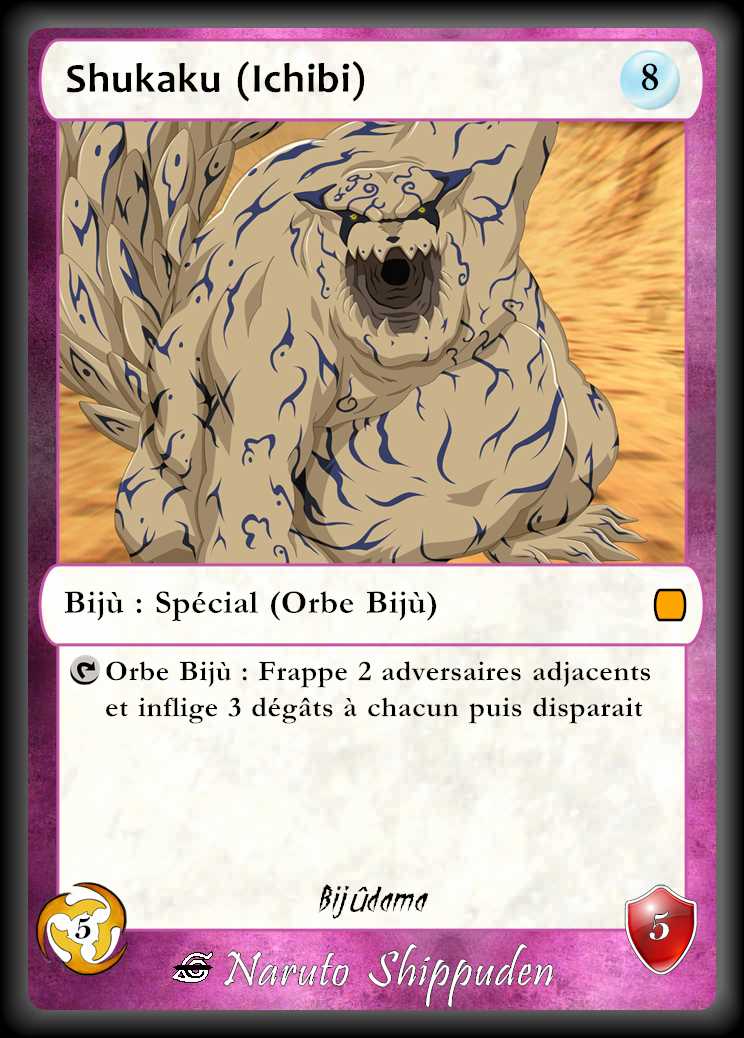 Shukaku (Ichibi)
8
Bijù : Spécial (Orbe Bijù)
Orbe Bijù : Frappe 2 adversaires adjacents
et inflige 3 dégâts à chacun puis disparait
Bijûdama
5
5
Naruto Shippuden